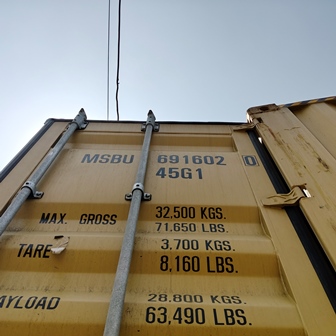 MSBU 691602 0
45G1
MAX. GROSS 32.500 KGS.
71.650 LBS.
TARE 3.700 KGS.
8,160 LBS.
AYLOAD 28.800 KGS.
63,490 LBS.